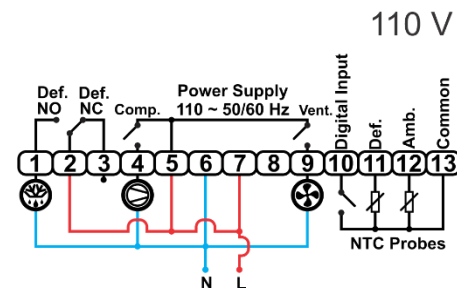 110 V
Def. NO
Def. NC
Comp.
Power Supply
110 ~ 50/60 Hz
Vent.
Digital Input
Def.
Amb.
Common
1 2 3 4 5 6 7 8 9 10 11 12 13
NTC Probes
N L